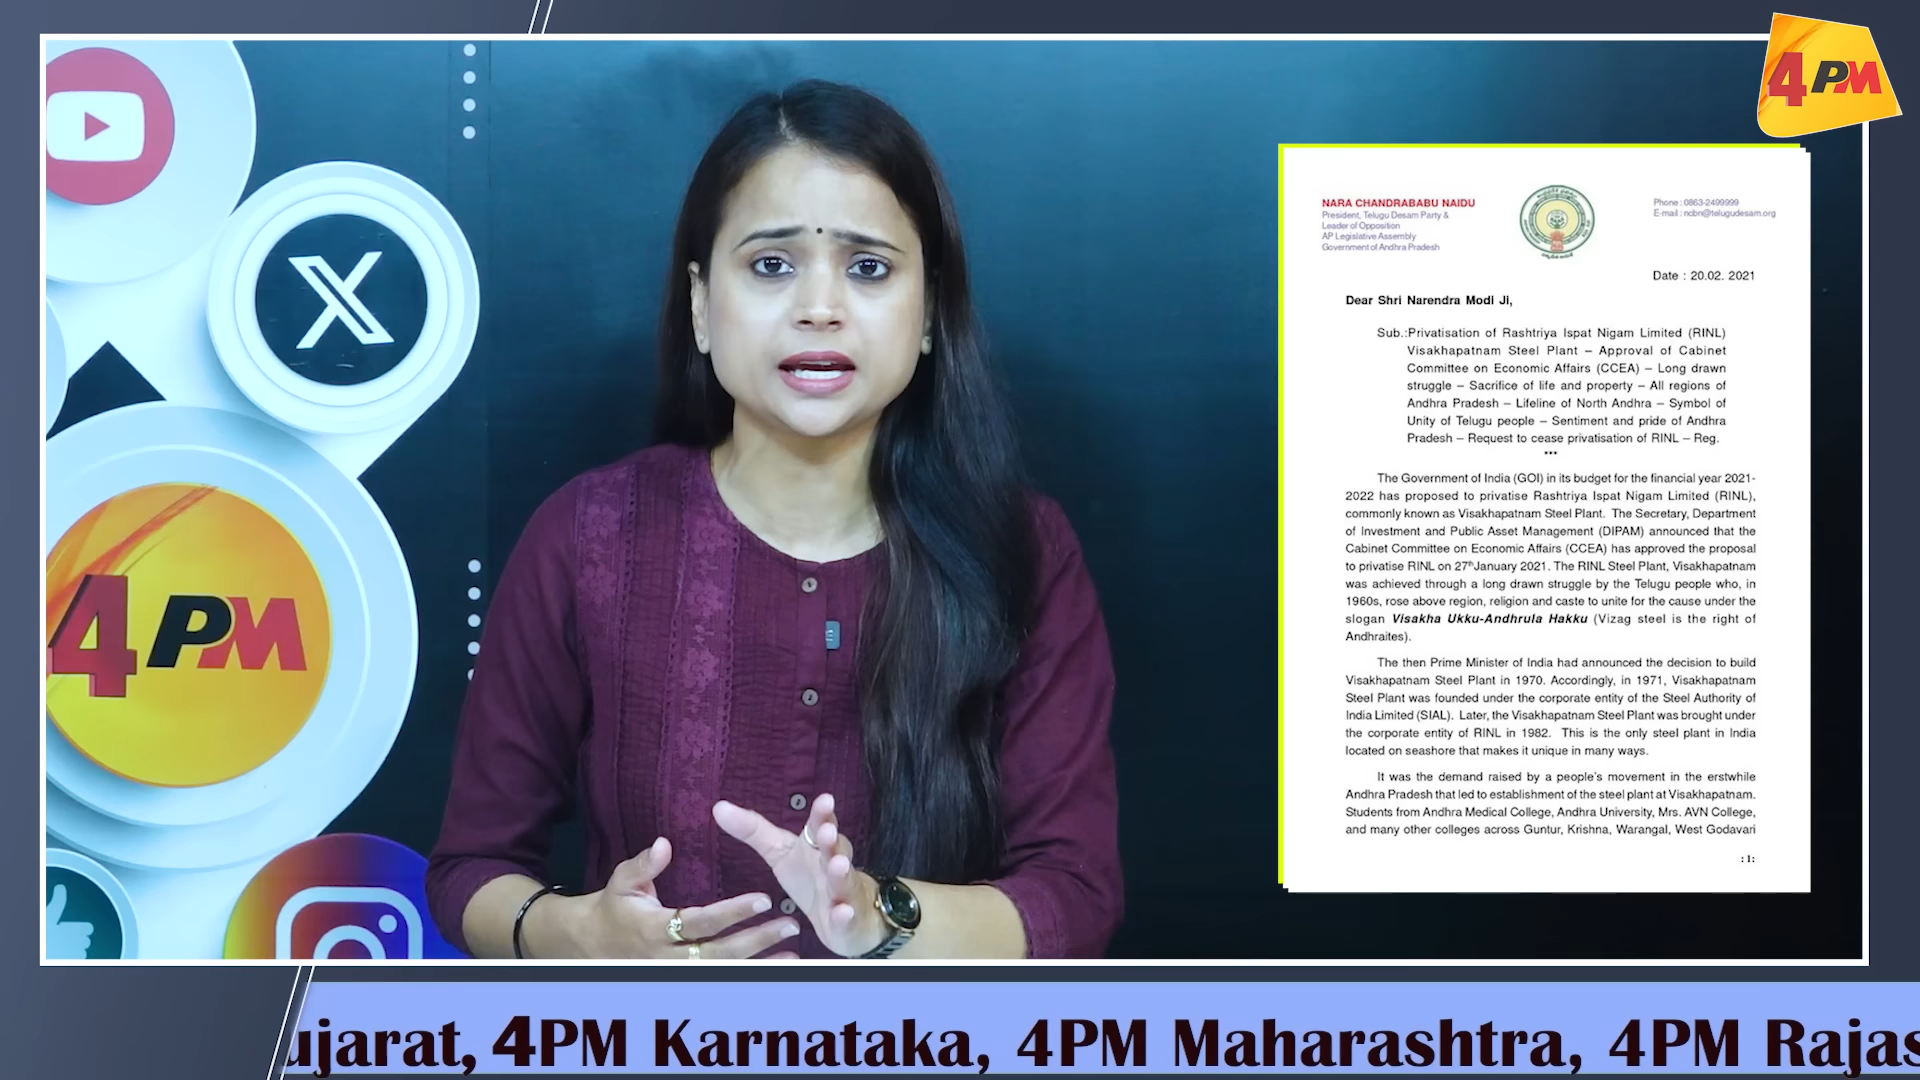 4PM
X
4PM
NARA CHANDRABABU NAIDU
President, Telugu Desam Party &
Leader of Opposition
AP Legislative Assembly
Government of Andhra Pradesh
Phone : 0863-2499999
E-mail : ncbn@telugudesam.org
Date : 20.02. 2021
Dear Shri Narendra Modi Ji,
Sub.:Privatisation of Rashtriya Ispat Nigam Limited (RINL)
Visakhapatnam Steel Plant – Approval of Cabinet
Committee on Economic Affairs (CCEA) – Long drawn
struggle – Sacrifice of life and property – All regions of
Andhra Pradesh – Lifeline of North Andhra – Symbol of
Unity of Telugu people – Sentiment and pride of Andhra
Pradesh – Request to cease privatisation of RINL – Reg.
***
The Government of India (GOI) in its budget for the financial year 2021-
2022 has proposed to privatise Rashtriya Ispat Nigam Limited (RINL),
commonly known as Visakhapatnam Steel Plant. The Secretary, Department
of Investment and Public Asset Management (DIPAM) announced that the
Cabinet Committee on Economic Affairs (CCEA) has approved the proposal
to privatise RINL on 27th January 2021. The RINL Steel Plant, Visakhapatnam
was achieved through a long drawn struggle by the Telugu people who, in
1960s, rose above region, religion and caste to unite for the cause under the
slogan Visakha Ukku-Andhrula Hakku (Vizag steel is the right of
Andhraites).
The then Prime Minister of India had announced the decision to build
Visakhapatnam Steel Plant in 1970. Accordingly, in 1971, Visakhapatnam
Steel Plant was founded under the corporate entity of the Steel Authority of
India Limited (SIAL). Later, the Visakhapatnam Steel Plant was brought under
the corporate entity of RINL in 1982. This is the only steel plant in India
located on seashore that makes it unique in many ways.
It was the demand raised by a people's movement in the erstwhile
Andhra Pradesh that led to establishment of the steel plant at Visakhapatnam.
Students from Andhra Medical College, Andhra University, Mrs. AVN College,
and many other colleges across Guntur, Krishna, Warangal, West Godavari
:1:
ujarat, 4PM Karnataka, 4PM Maharashtra, 4PM Rajas